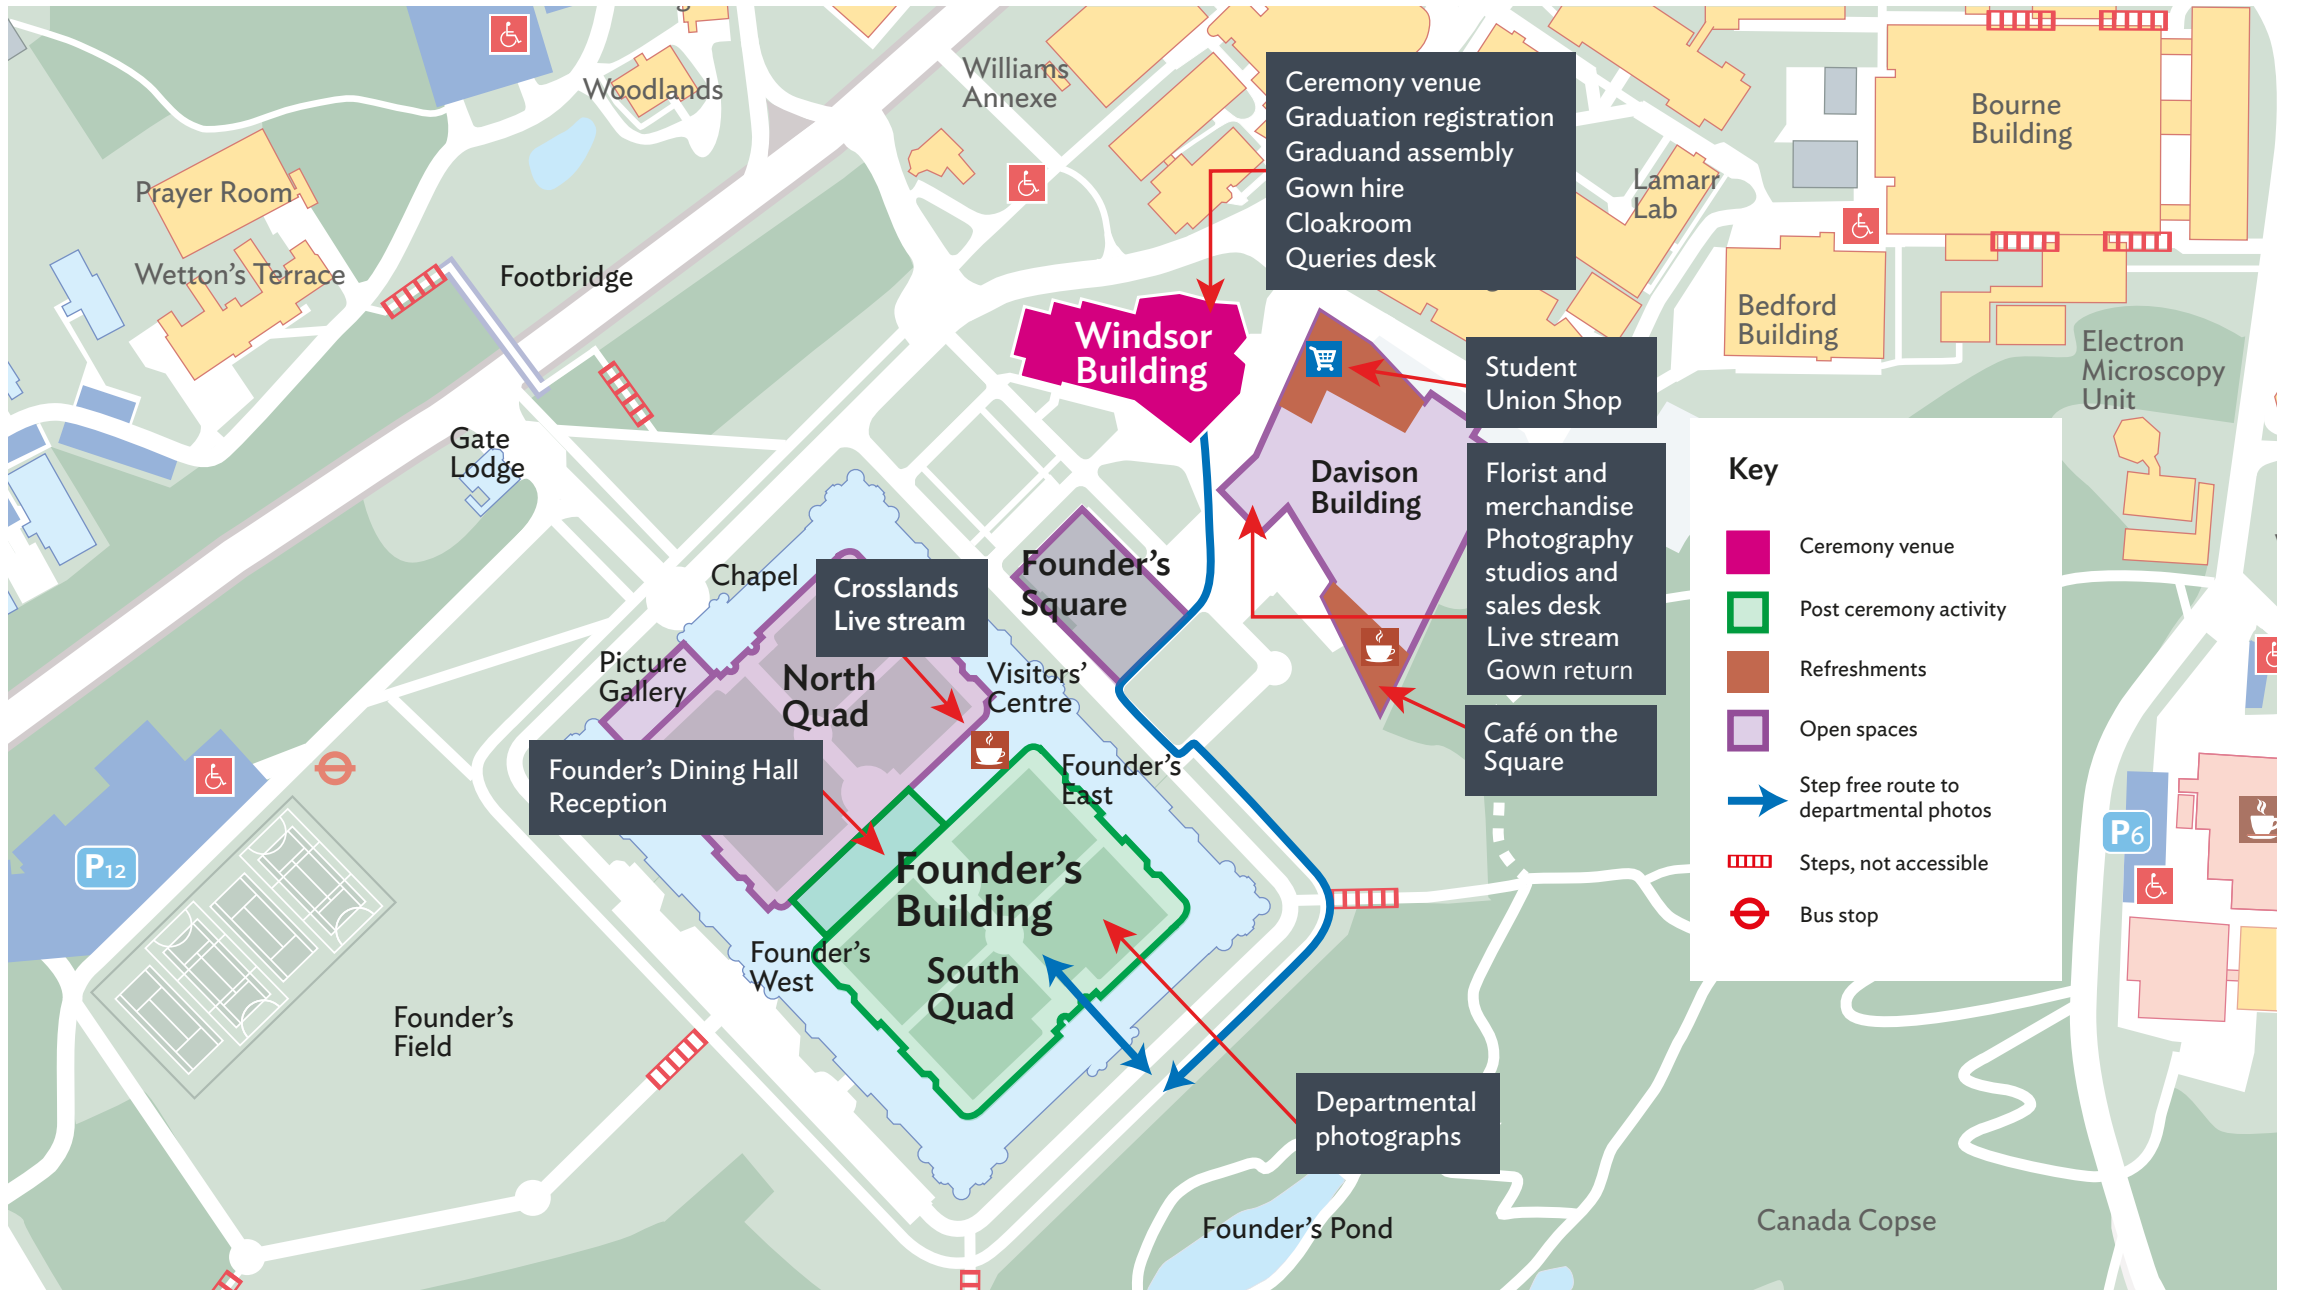 Woodlands
Williams
Annexe
Ceremony venue
Graduation registration
Graduand assembly
Gown hire
Cloakroom
Queries desk
Bourne
Building
Prayer Room
Lamarr
Lab
Wetton's Terrace
Footbridge
Windsor
Building
Bedford
Building
Electron
Microscopy
Unit
Student
Union Shop
Gate
Lodge
Davison
Building
Florist and
merchandise
Photography
studios and
sales desk
Live stream
Gown return
Key
Ceremony venue
Post ceremony activity
Refreshments
Open spaces
Step free route to
departmental photos
Steps, not accessible
Bus stop
Chapel
Crosslands
Live stream
Founder's
Square
Picture
Gallery
North
Quad
Visitors'
Centre
Café on the
Square
Founder's Dining Hall
Reception
Founder's
East
P12
P6
Founder's
Building
Founder's
West
South
Quad
Founder's
Field
Departmental
photographs
Founder's Pond
Canada Copse